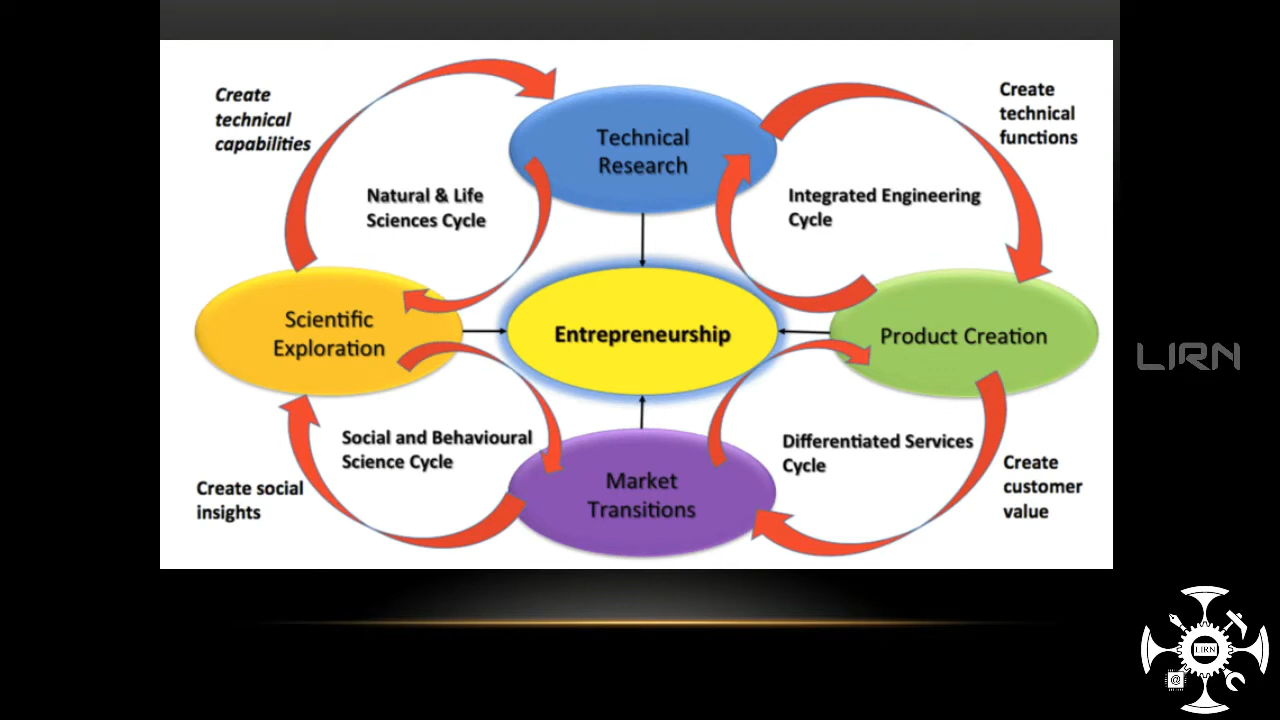 Create
technical
capabilities
Technical
Research
Create
technical
functions
Natural & Life
Sciences Cycle
Integrated Engineering
Cycle
Scientific
Exploration
Entrepreneurship
Product Creation
LIRN
Social and Behavioural
Science Cycle
Differentiated Services
Cycle
Create social
insights
Market
Transitions
Create
customer
value
LIRN
@